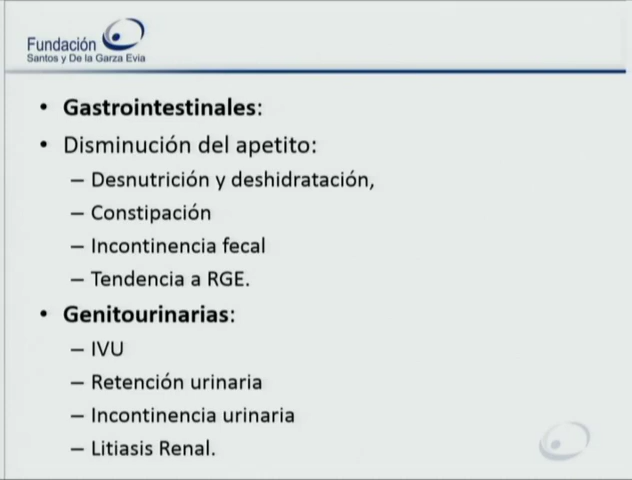 Fundación
Santos y De la Garza Evia
• Gastrointestinales:
• Disminución del apetito:
– Desnutrición y deshidratación,
– Constipación
– Incontinencia fecal
– Tendencia a RGE.
• Genitourinarias:
– IVU
– Retención urinaria
– Incontinencia urinaria
– Litiasis Renal.